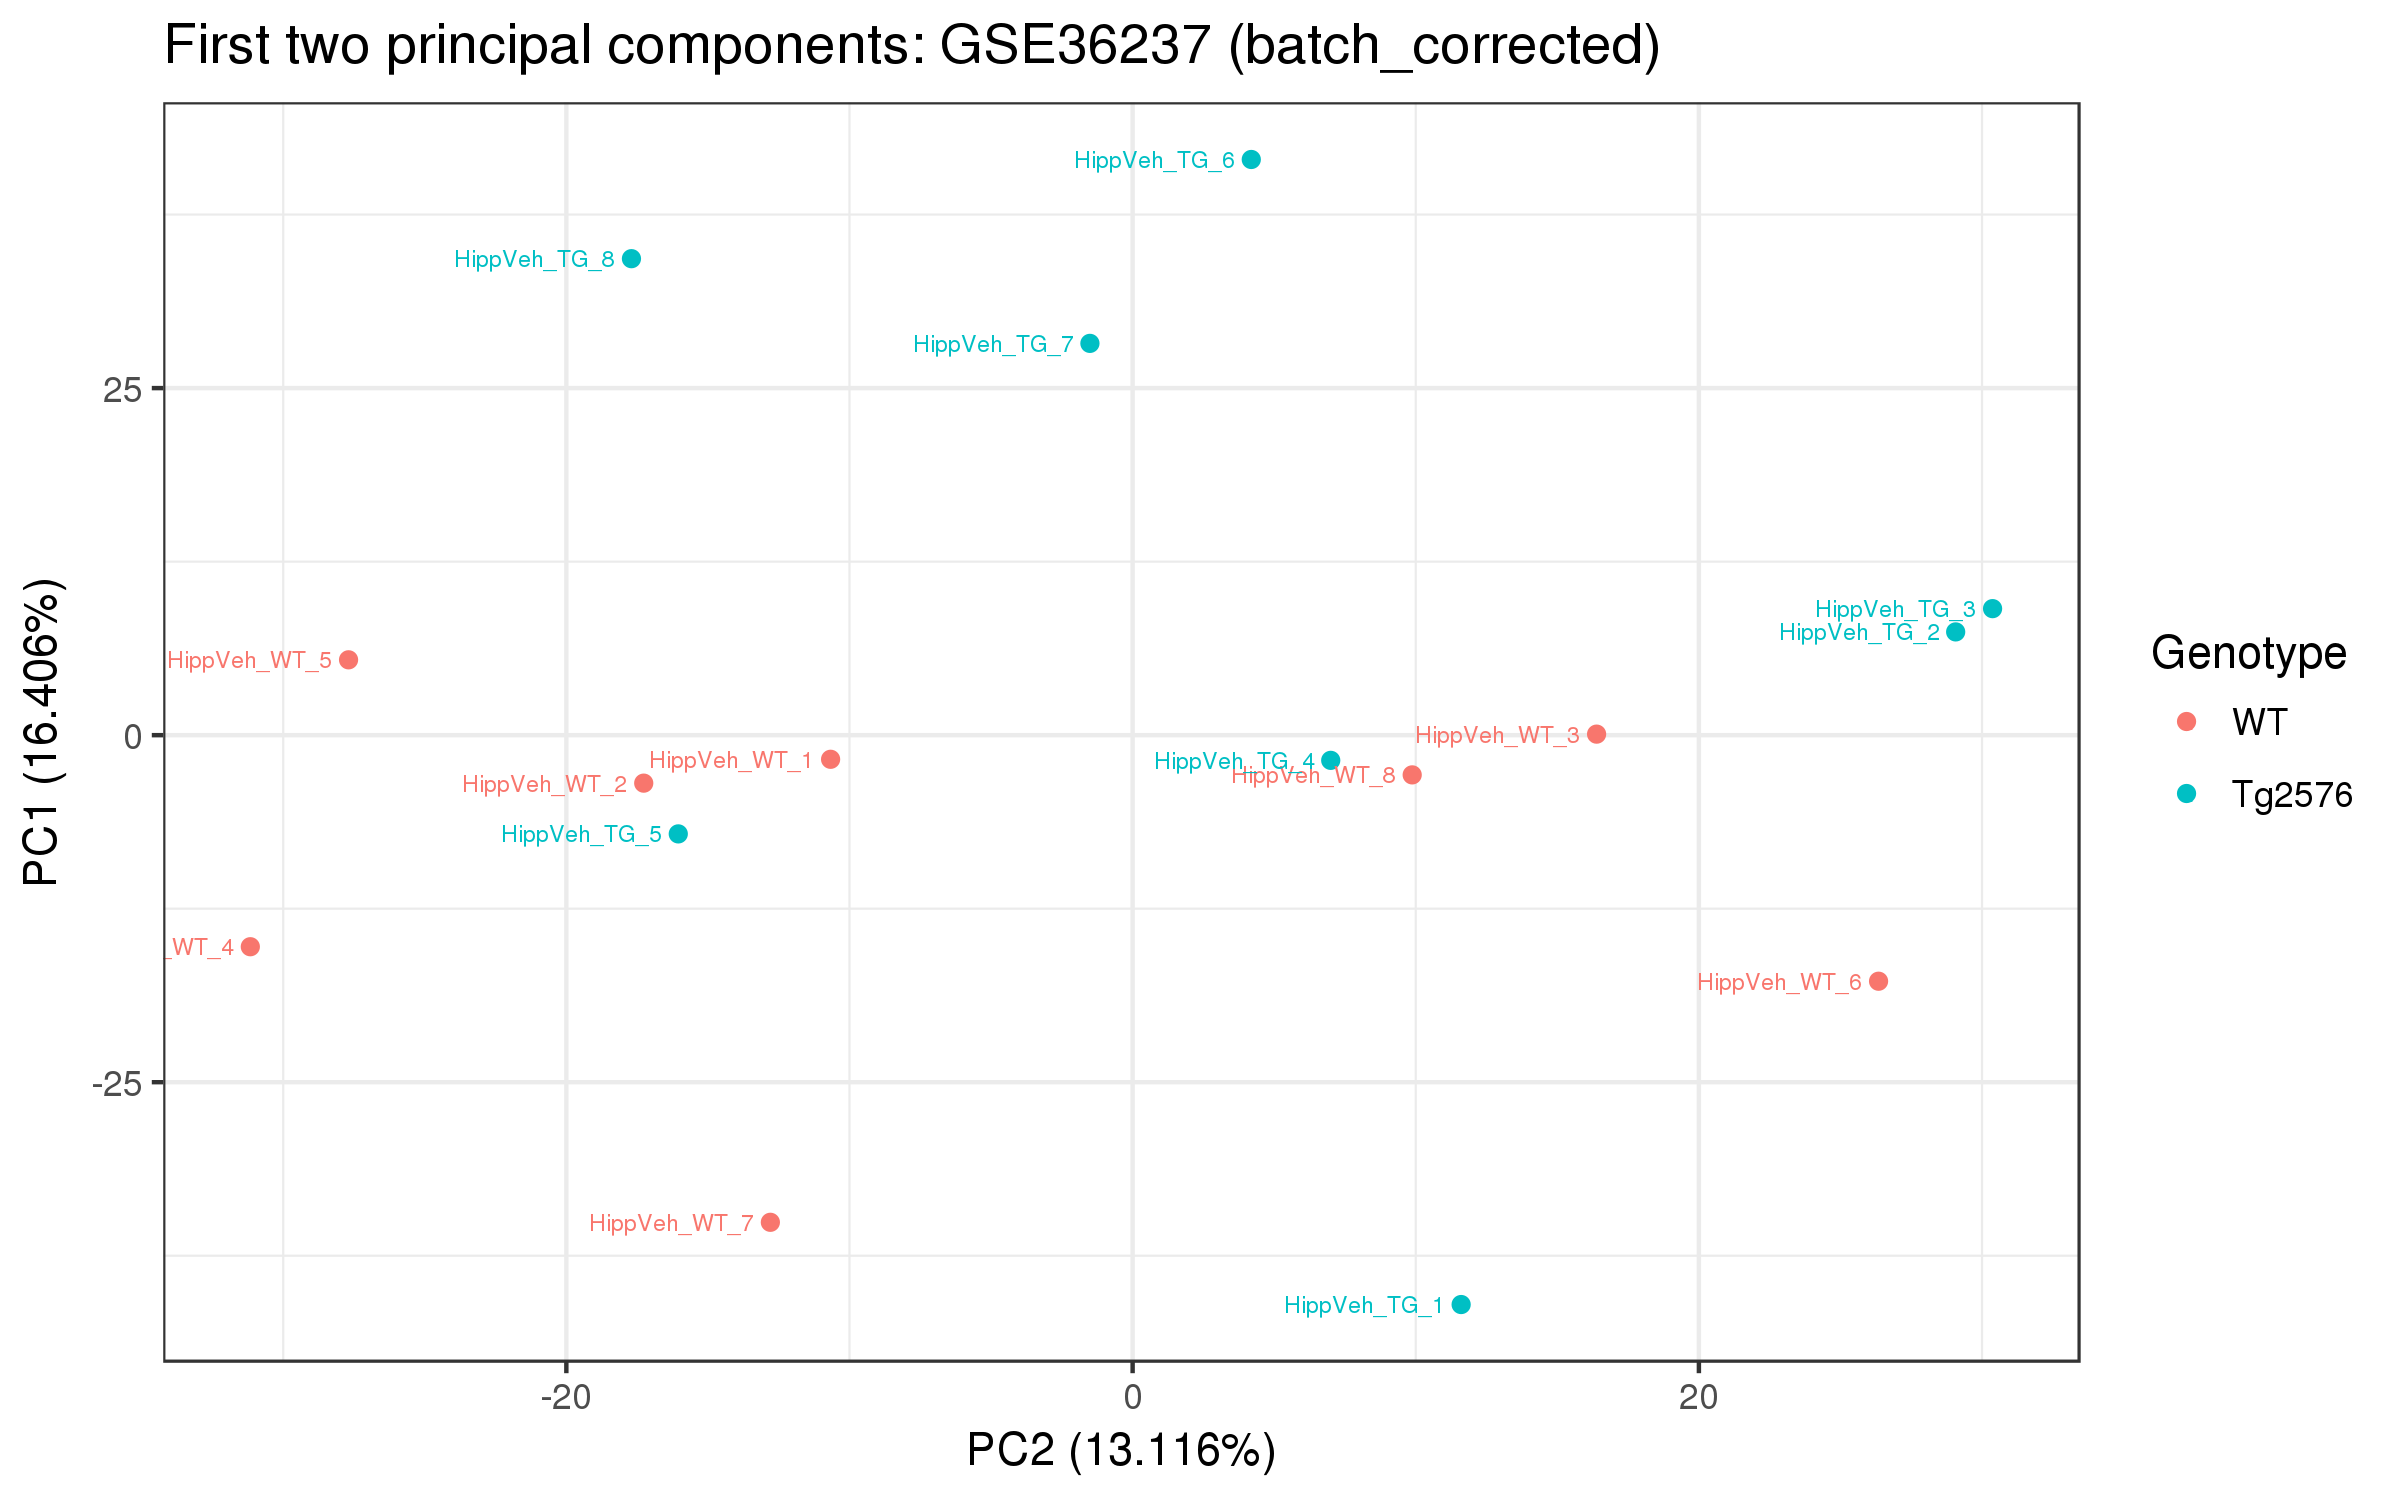 First two principal components: GSE36237 (batch_corrected)
HippVeh_TG_6
HippVeh_TG_8
HippVeh_TG_7
25
HippVeh_TG_3
HippVeh_TG_2
HippVeh_WT_5
HippVeh_WT_3
0
HippVeh_WT_1
HippVeh_TG_4
HippVeh_WT_8
HippVeh_WT_2
HippVeh_TG_5
_WT_4
HippVeh_WT_6
-25
HippVeh_WT_7
HippVeh_TG_1
-20
0
20
PC2 (13.116%)
PC1 (16.406%)
Genotype
WT
Tg2576